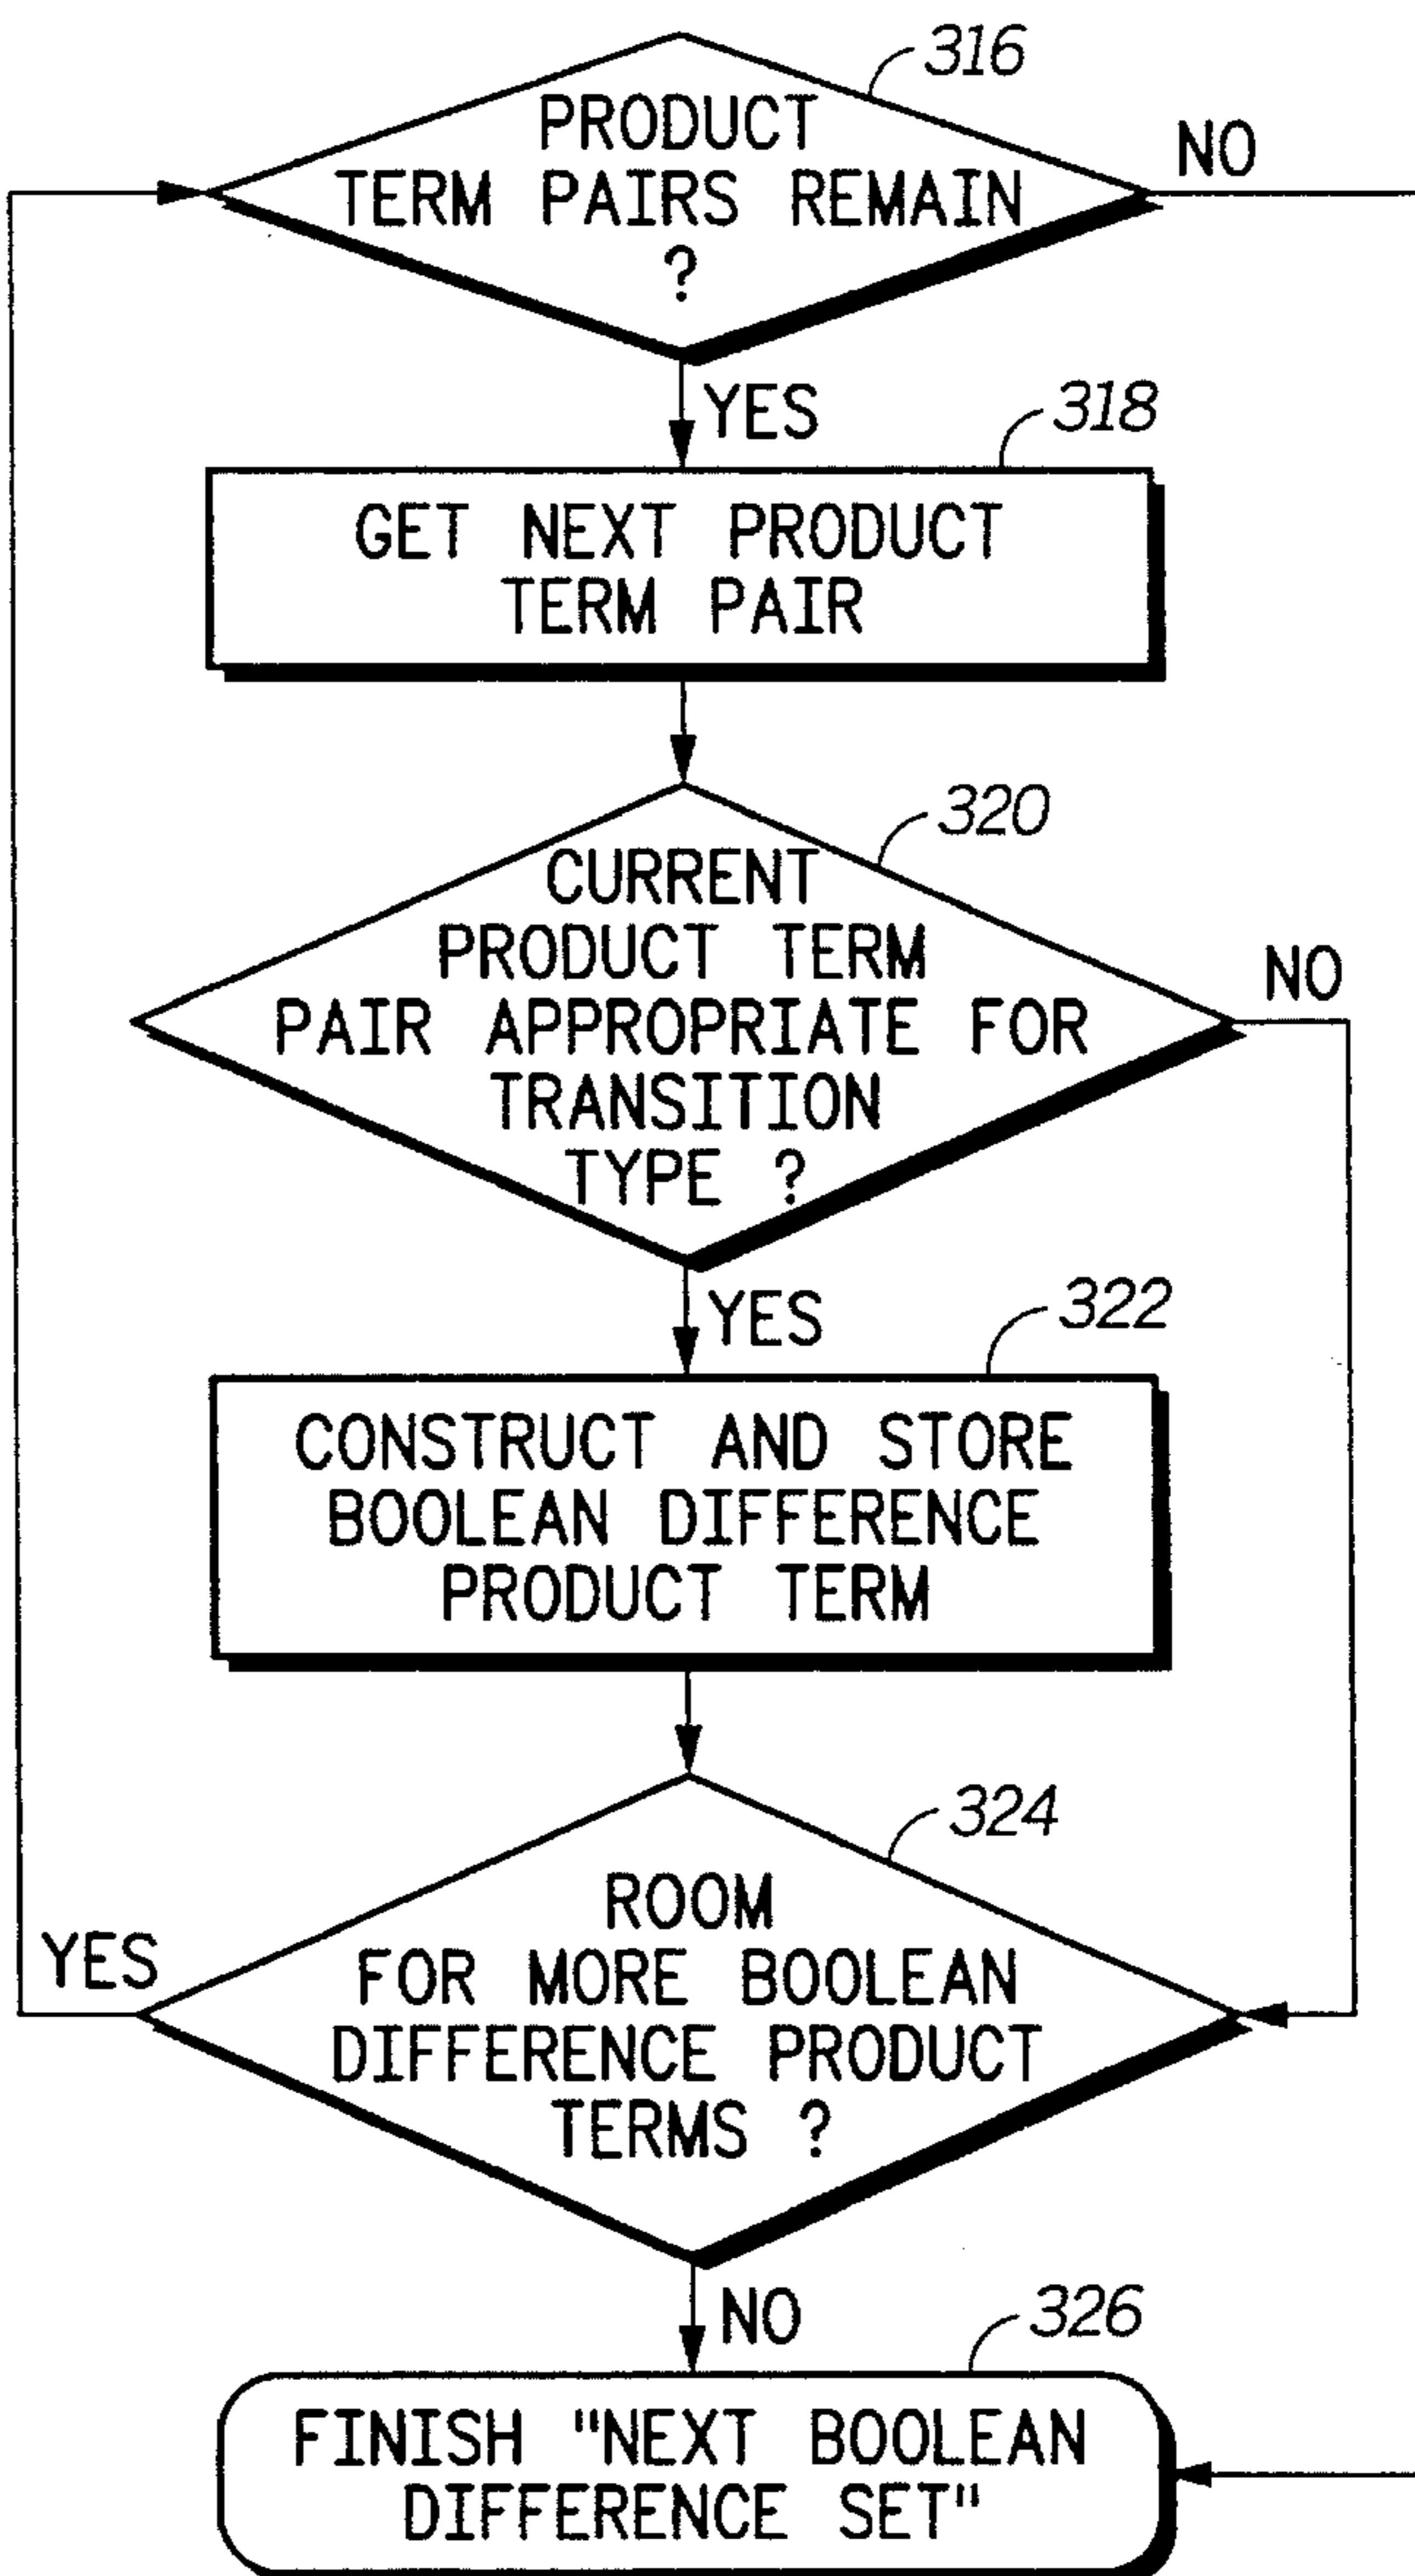 316
PRODUCT
NO
TERM PAIRS REMAIN
?
YES
318
GET NEXT PRODUCT
TERM PAIR
320
CURRENT
PRODUCT TERM
NO
PAIR APPROPRIATE FOR
TRANSITION
TYPE ?
YES
322
CONSTRUCT AND STORE
BOOLEAN DIFFERENCE
PRODUCT TERM
324
ROOM
YES
FOR MORE BOOLEAN
DIFFERENCE PRODUCT
TERMS ?
NO
326
FINISH "NEXT BOOLEAN
DIFFERENCE SET"